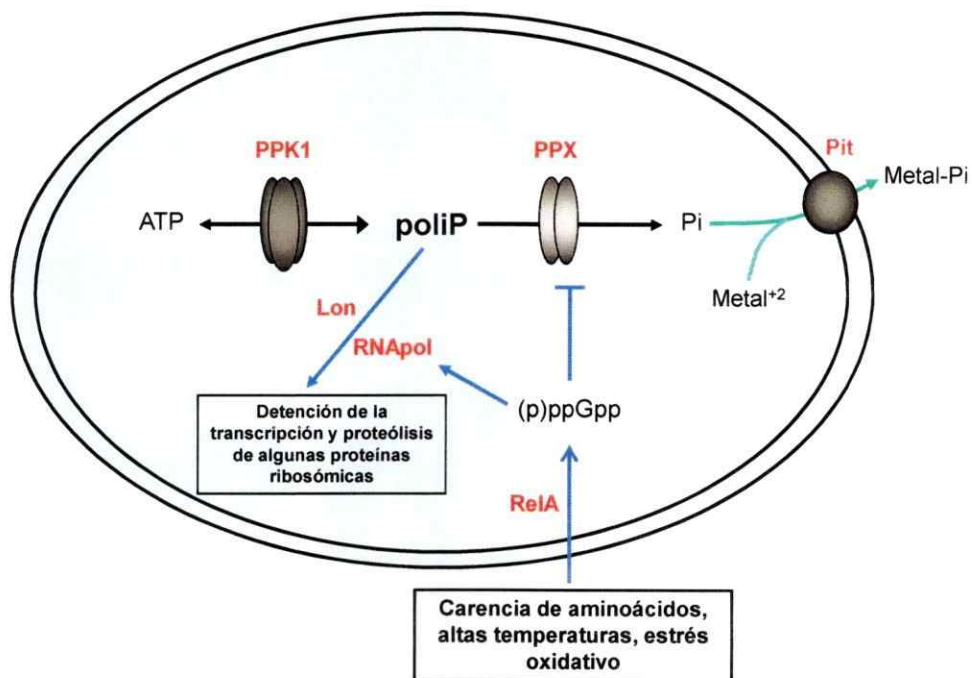 PPK1
PPX
Pit
Metal-Pi
ATP
poliP
Pi
Metal+2
Lon
RNApol
(p)ppGpp
Detención de la
transcripción y proteólisis
de algunas proteínas
ribosómicas
RelA
Carencia de aminoácidos,
altas temperaturas, estrés
oxidativo